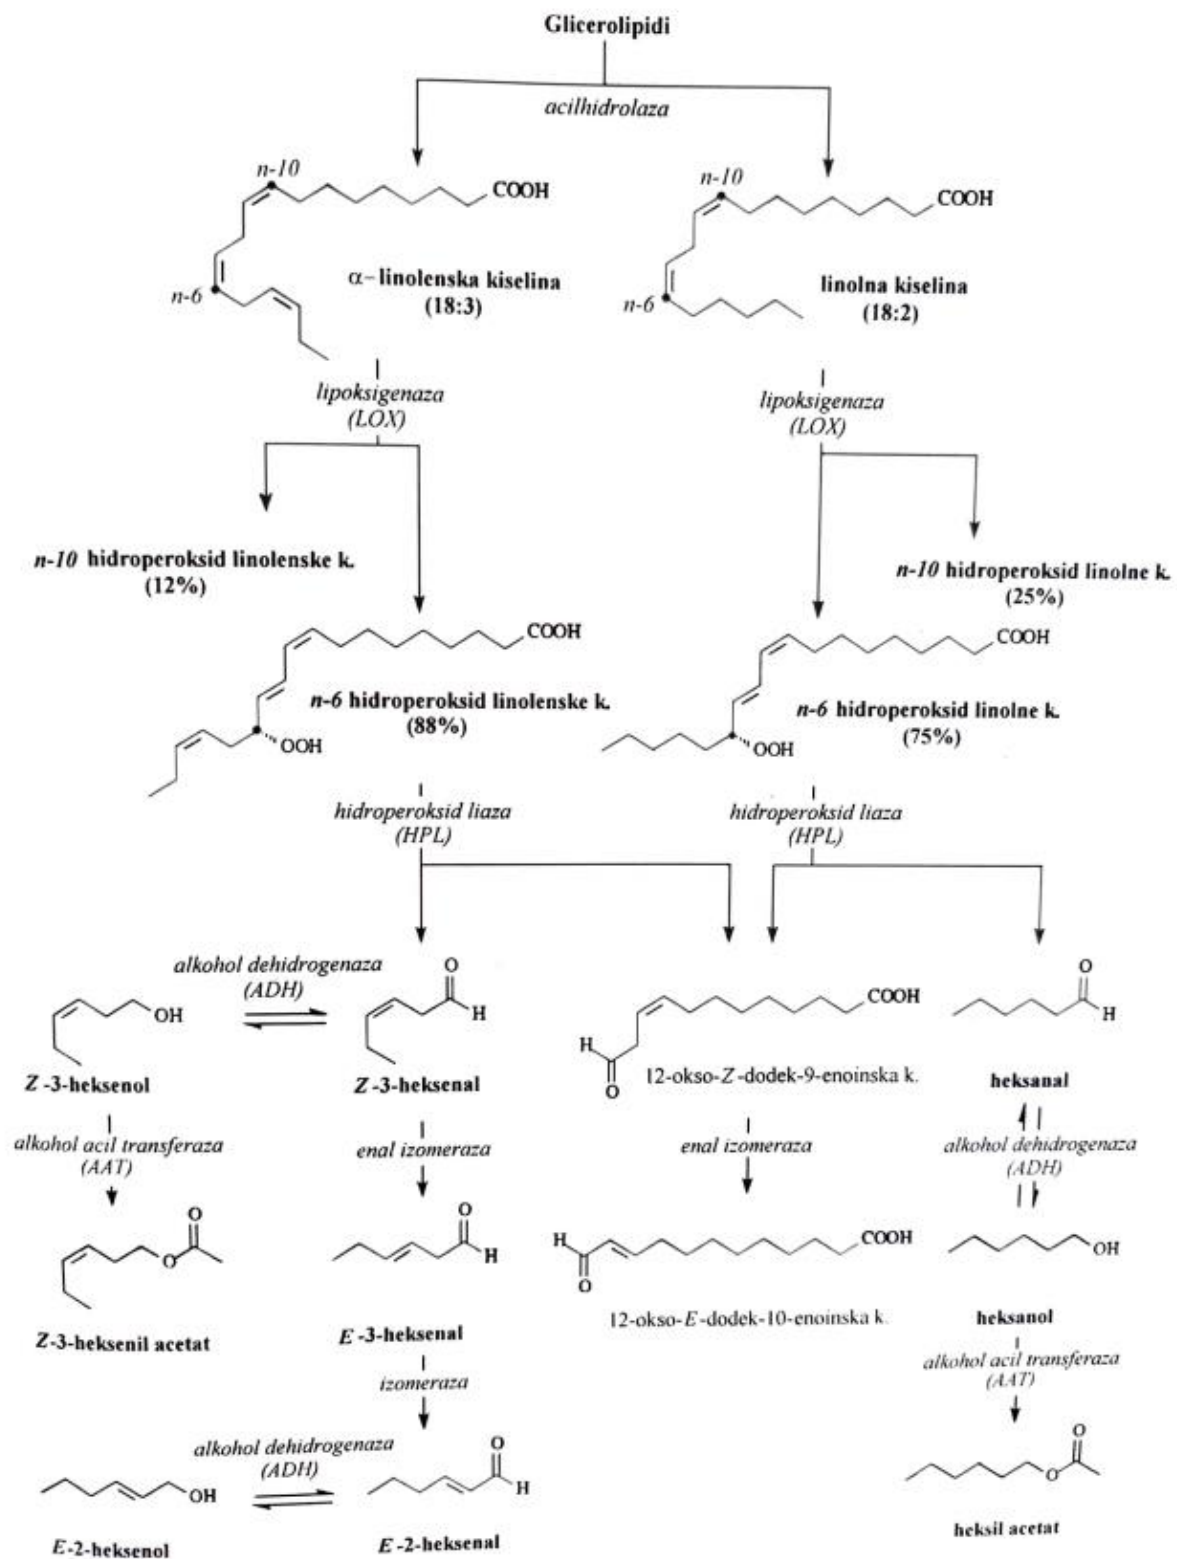 Glicerolipidi
acilhidrolaza
n-10
COOH
n-6
α-linolenska kiselina
(18:3)
n-10
COOH
n-6
linolna kiselina
(18:2)
lipoksigenaza
(LOX)
lipoksigenaza
(LOX)
n-10 hidroperoksid linolenske k.
(12%)
n-10 hidroperoksid linolne k.
(25%)
COOH
n-6 hidroperoksid linolenske k.
(88%)
OOH
COOH
n-6 hidroperoksid linolne k.
(75%)
OOH
hidroperoksid liaza
(HPL)
hidroperoksid liaza
(HPL)
alkohol dehidrogenaza
(ADH)
OH
Z-3-heksenol
O
H
Z-3-heksenal
COOH
H
O
12-okso-Z-dodek-9-enoinska k.
O
H
heksanal
alkohol acil transferaza
(AAT)
enal izomeraza
enal izomeraza
alkohol dehidrogenaza
(ADH)
O
O
Z-3-heksenil acetat
O
H
E-3-heksenal
H
O
COOH
12-okso-E-dodek-10-enoinska k.
OH
heksanol
izomeraza
alkohol acil transferaza
(AAT)
alkohol dehidrogenaza
(ADH)
OH
E-2-heksenol
O
H
E-2-heksenal
O
O
heksil acetat